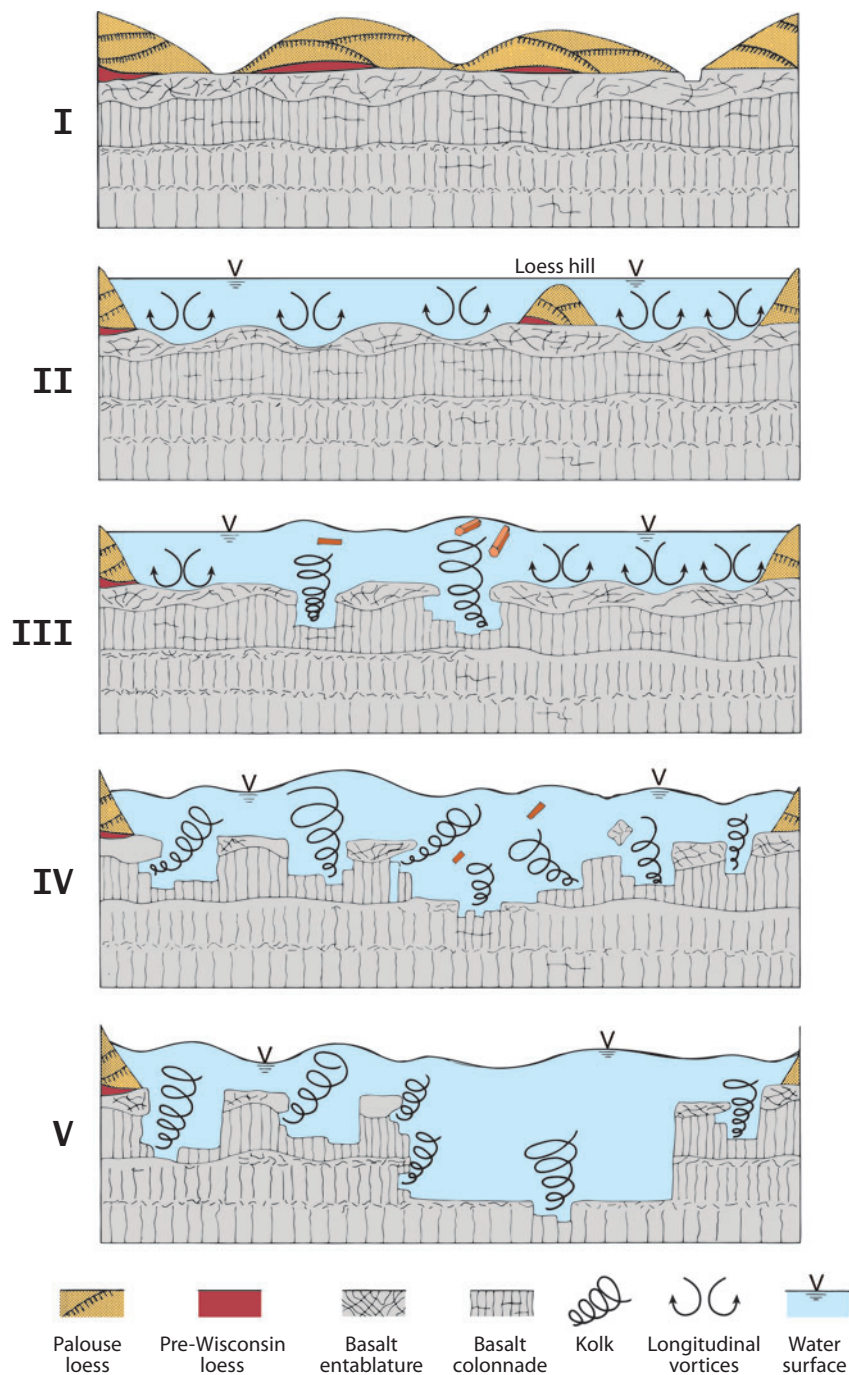 I
V
Loess hill
V
II
V
V
III
V
V
IV
V
V
V
V
Palouse
loess
Pre-Wisconsin
loess
Basalt
entablature
Basalt
colonnade
Kolk
Longitudinal
vortices
Water
surface